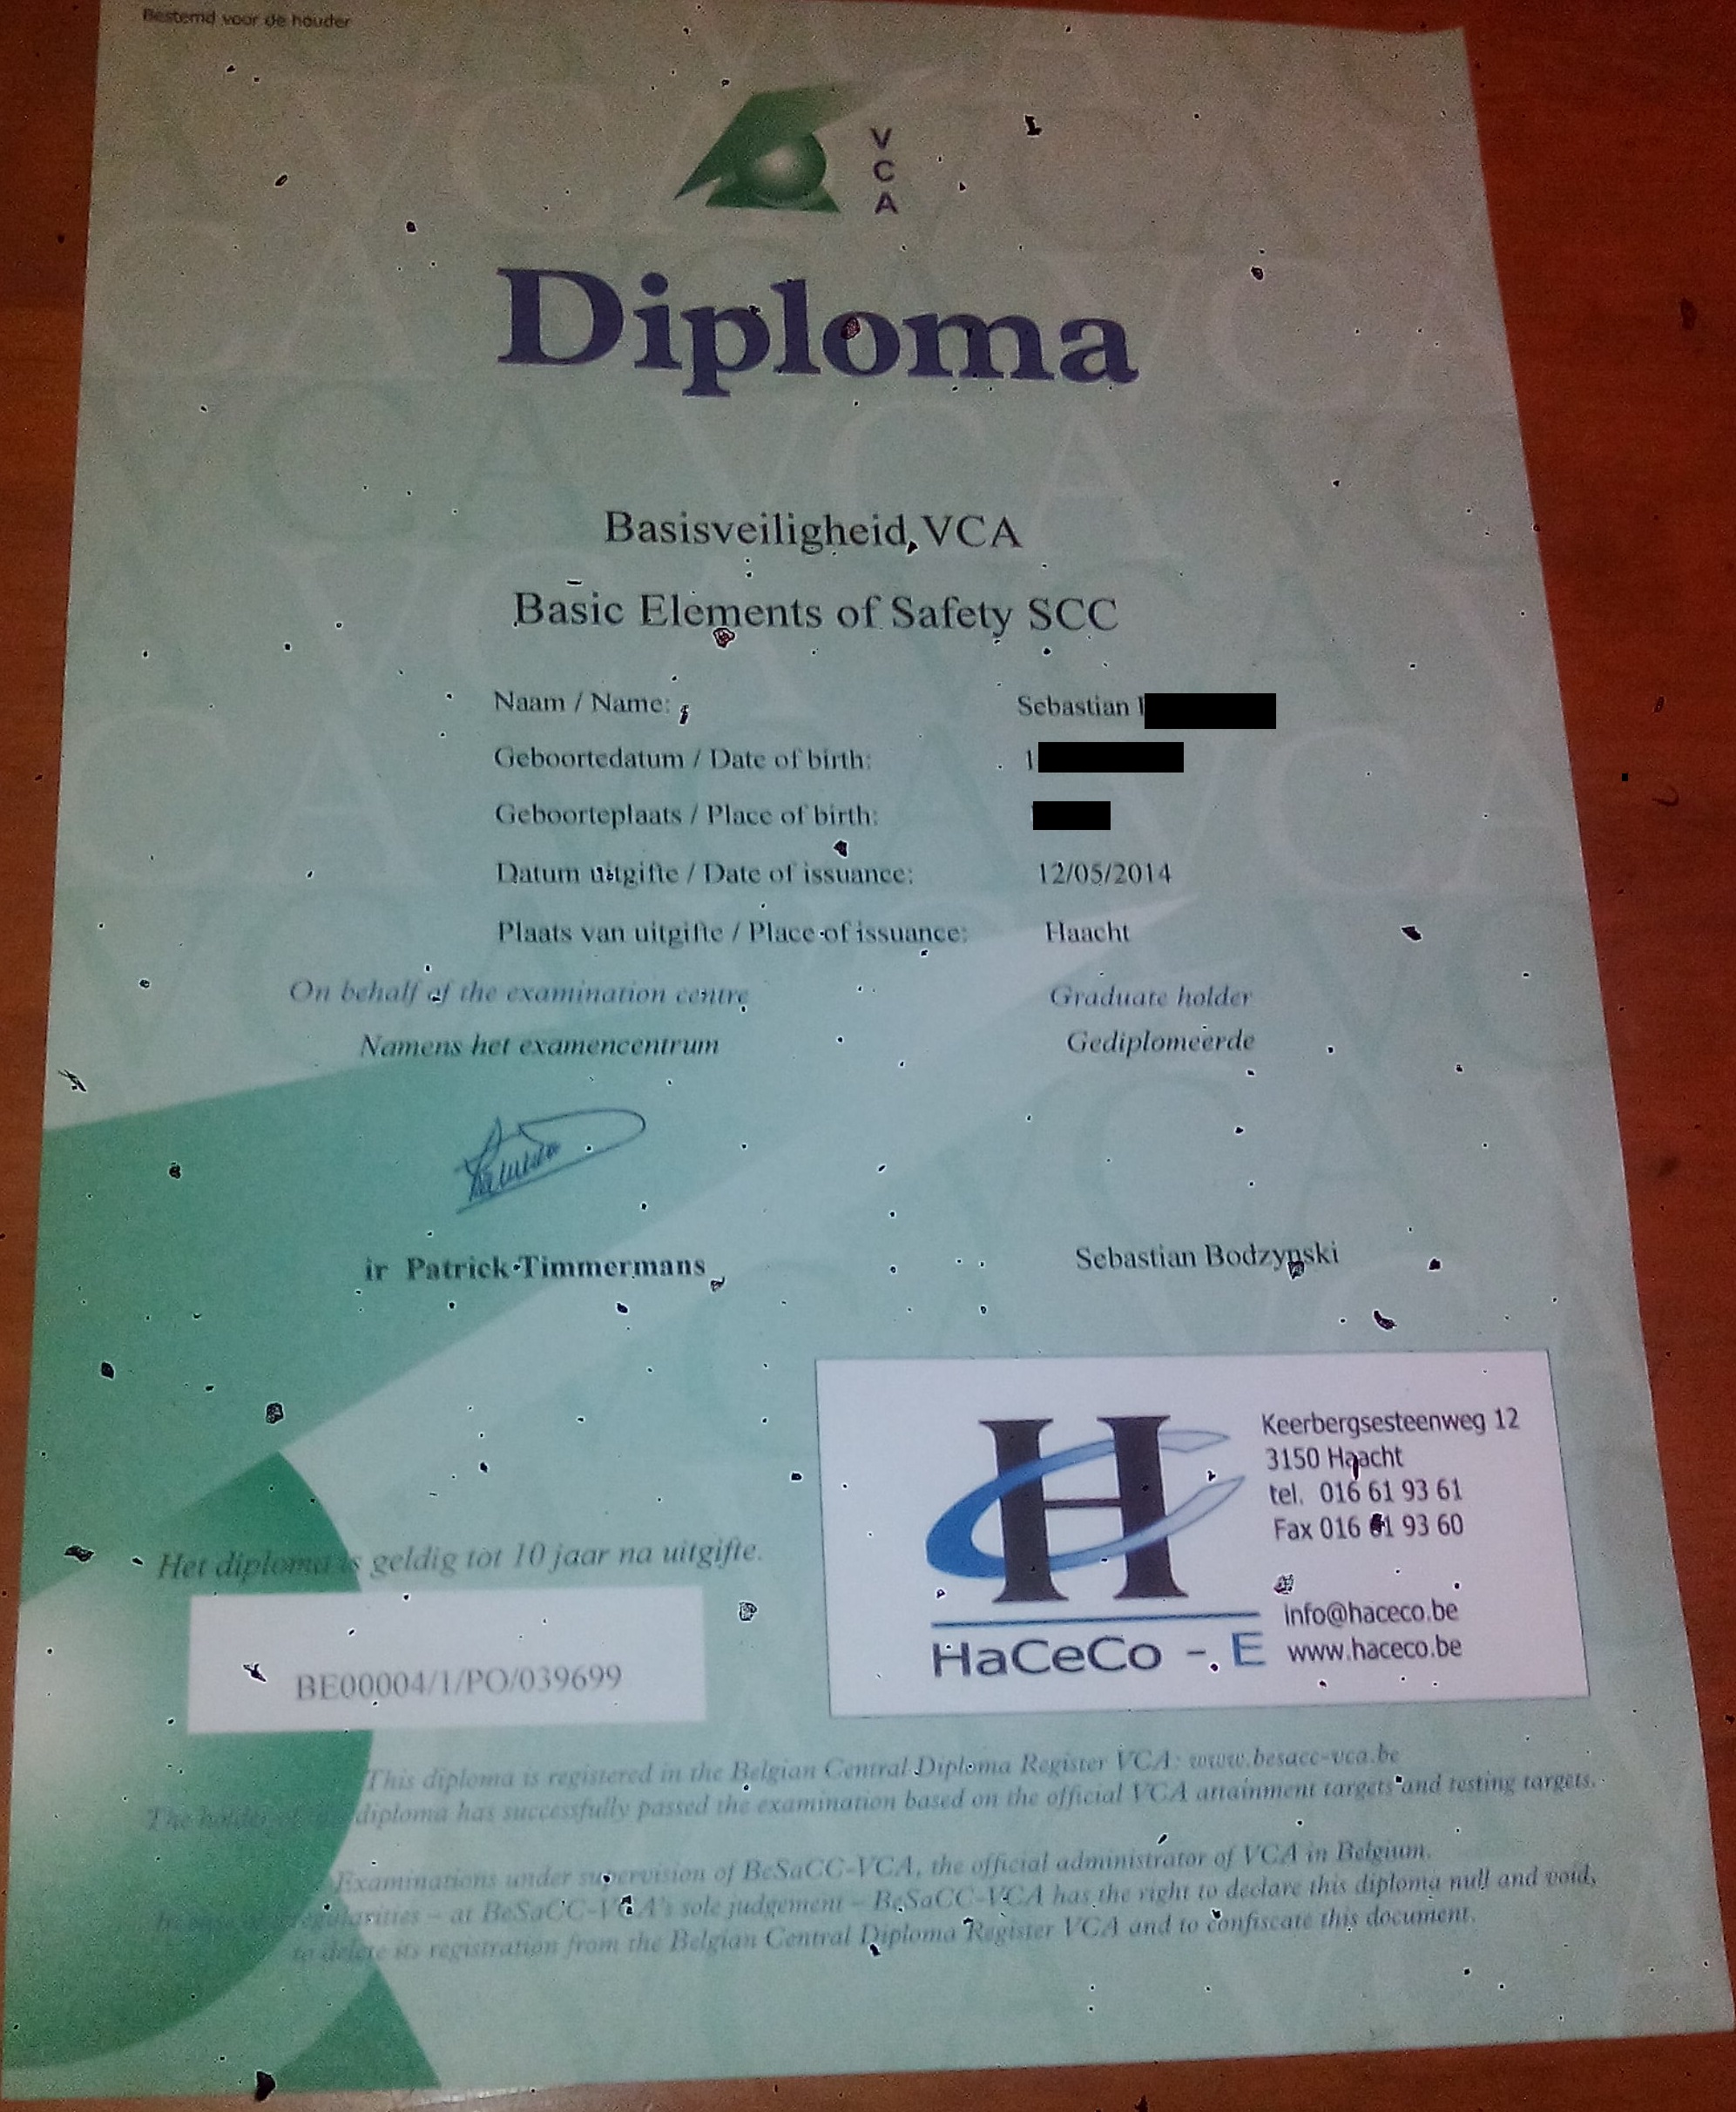 Bestemd voor de houder
V
C
A
Diploma
Basisveiligheid VCA
Basic Elements of Safety SCC
Naam / Name: Sebastian
Geboortedatum / Date of birth: 1
Geboorteplaats / Place of birth:
Datum uitgifte / Date of issuance: 12/05/2014
Plaats van uitgifte / Place of issuance: Haacht
On behalf of the examination centre Graduate holder
Namens het examencentrum Gediplomeerde
ir Patrick Timmermans Sebastian Bodzynski
Keerbergsesteenweg 12
3150 Haacht
tel. 016 61 93 61
Fax 016 61 93 60
info@haceco.be
www.haceco.be
HaCeCo - E
Het diploma is geldig tot 10 jaar na uitgifte.
BE00004/1/PO/039699
This diploma is registered in the Belgian Central Diploma Register VCA: www.besacc-vca.be
The holder of diploma has successfully passed the examination based on the official VCA attainment targets and testing targets.
Examinations under supervision of BeSaCC-VCA, the official administrator of VCA in Belgium.
irregularities – at BeSaCC-VCA's sole judgement – BeSaCC-VCA has the right to declare this diploma null and void,
to delete its registration from the Belgian Central Diploma Register VCA and to confiscate this document.